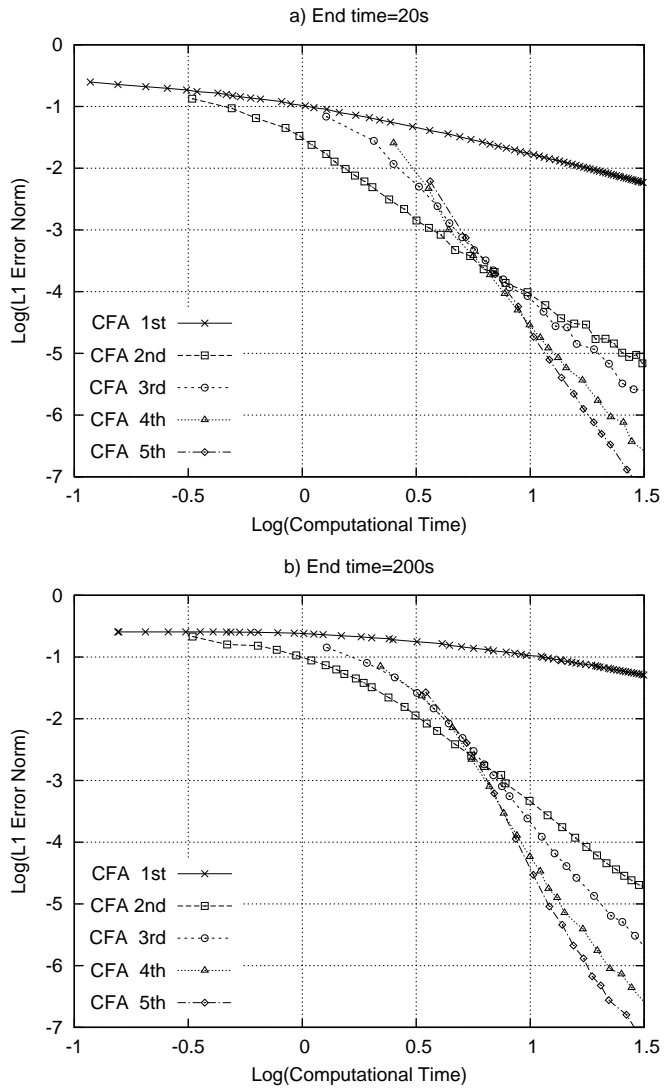 a) End time=20s
0
-1
-2
-3
-4
-5
-6
-7
Log(L1 Error Norm)
CFA 1st
CFA 2nd
CFA 3rd
CFA 4th
CFA 5th
-1 -0.5 0 0.5 1 1.5
Log(Computational Time)
b) End time=200s
0
-1
-2
-3
-4
-5
-6
-7
Log(L1 Error Norm)
CFA 1st
CFA 2nd
CFA 3rd
CFA 4th
CFA 5th
-1 -0.5 0 0.5 1 1.5
Log(Computational Time)